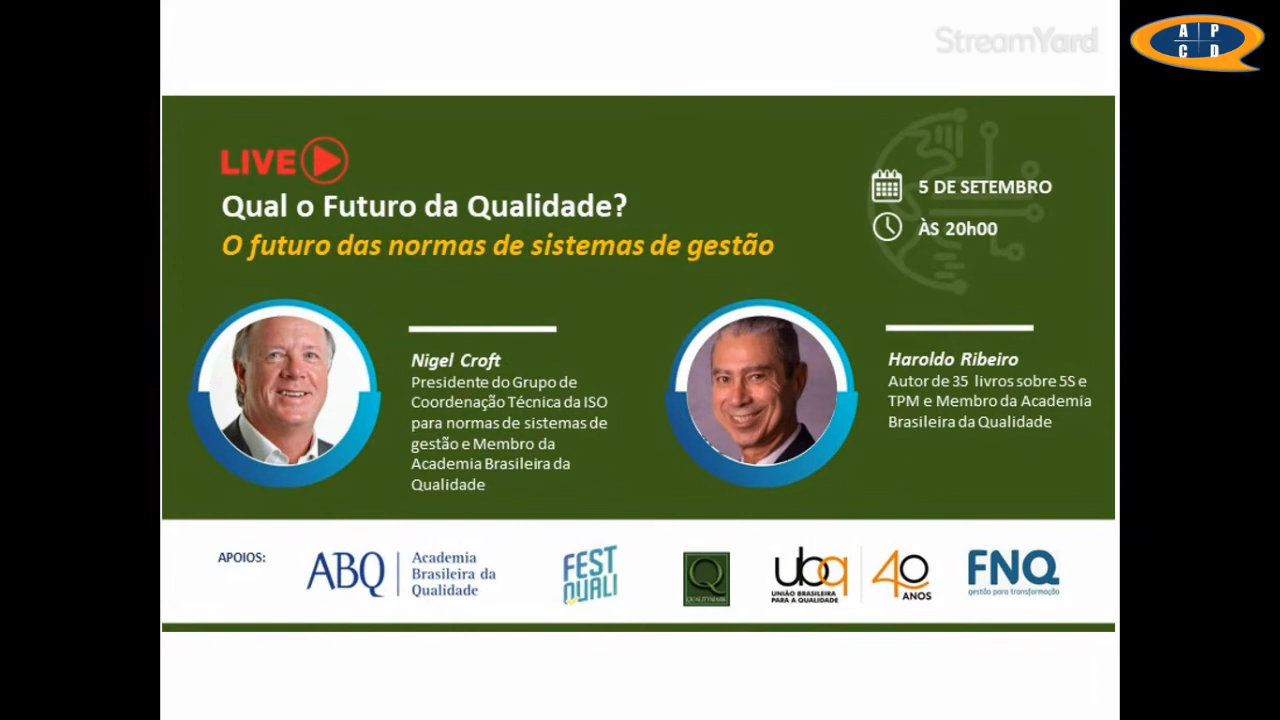 StreamYard
A P
C D
LIVE
Qual o Futuro da Qualidade?
O futuro das normas de sistemas de gestão
5 DE SETEMBRO
ÀS 20h00
Nigel Croft
Presidente do Grupo de
Coordenação Técnica da ISO
para normas de sistemas de
gestão e Membro da
Academia Brasileira da
Qualidade
Haroldo Ribeiro
Autor de 35 livros sobre 5S e
TPM e Membro da Academia
Brasileira da Qualidade
APOIOS:
ABQ
Academia
Brasileira da
Qualidade
FEST
QUALI
Q
QUALITYMARK
ubq
UNIÃO BRASILEIRA
PARA A QUALIDADE
40
ANOS
FNQ
gestão para transformação